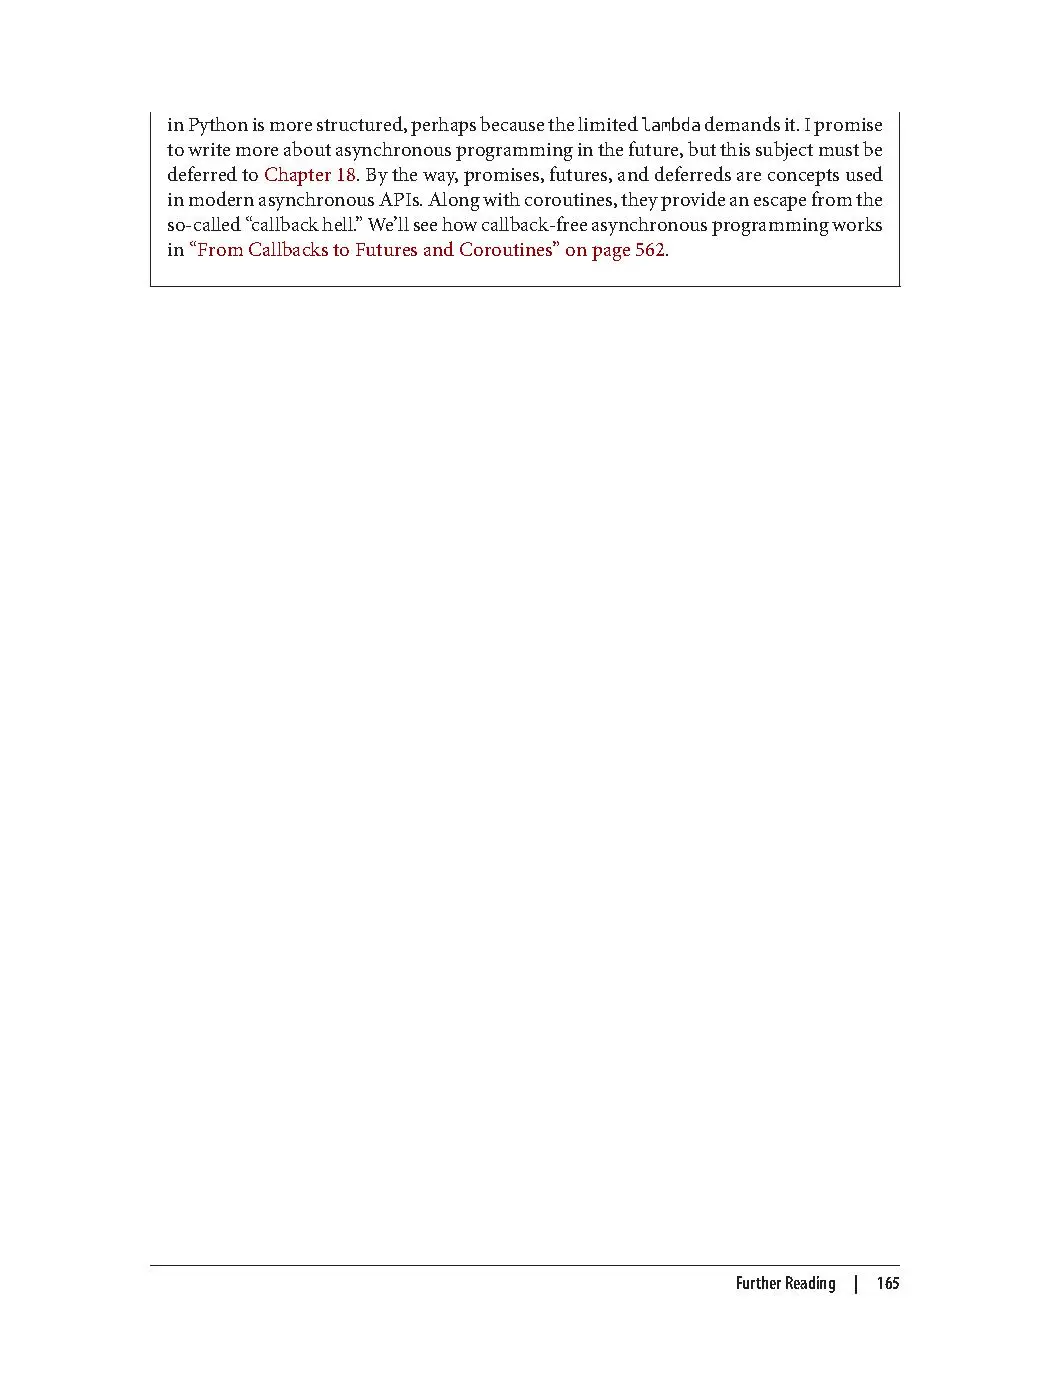 in Python is more structured, perhaps because the limited lambda demands it. I promise
to write more about asynchronous programming in the future, but this subject must be
deferred to Chapter 18. By the way, promises, futures, and deferreds are concepts used
in modern asynchronous APIs. Along with coroutines, they provide an escape from the
so-called “callback hell.” We’ll see how callback-free asynchronous programming works
in “From Callbacks to Futures and Coroutines” on page 562.
Further Reading | 165